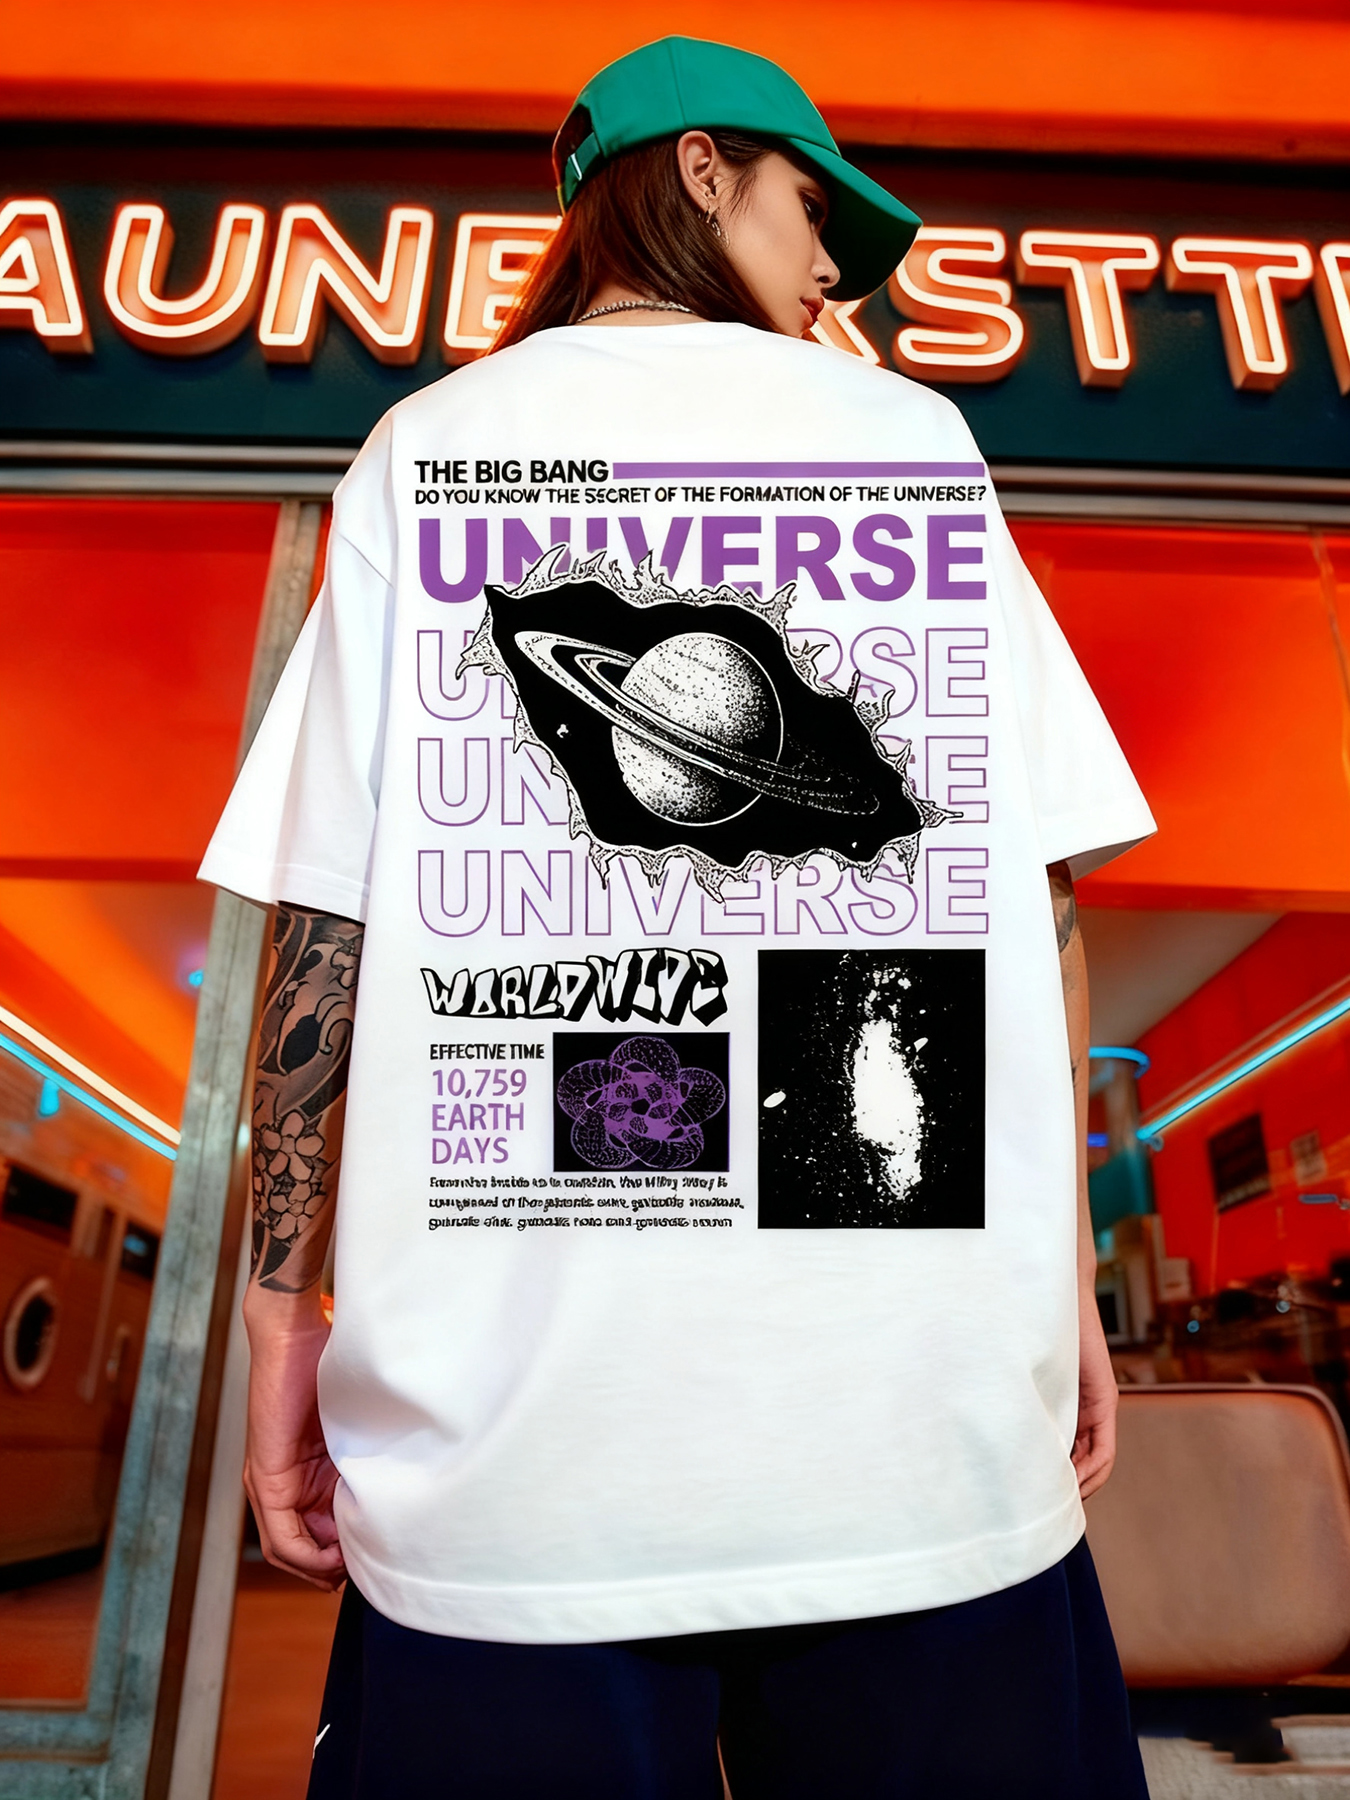 AUNE
STT
THE BIG BANG
DO YOU KNOW THE SECRET OF THE FORMATION OF THE UNIVERSE?
UNIVERSE
UNIVERSE
UNIVERSE
UNIVERSE
WORLDWIDE
EFFECTIVE TIME
10,759
EARTH
DAYS